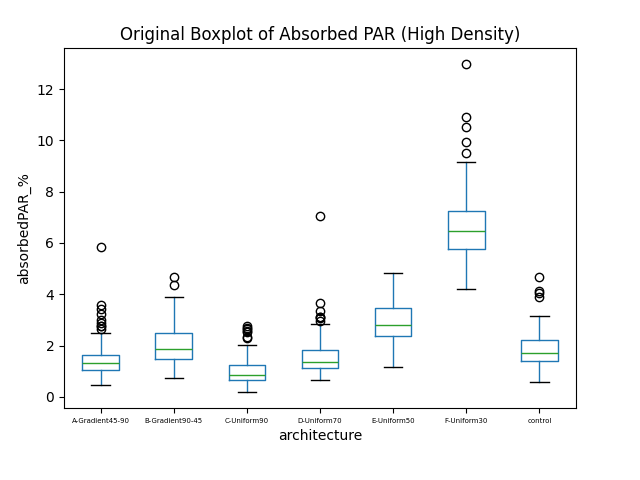 Original Boxplot of Absorbed PAR (High Density)
absorbedPAR_%
12
10
8
6
4
2
0
A-Gradient45-90 B-Gradient90-45 C-Uniform90 D-Uniform70 E-Uniform50 F-Uniform30 control
architecture